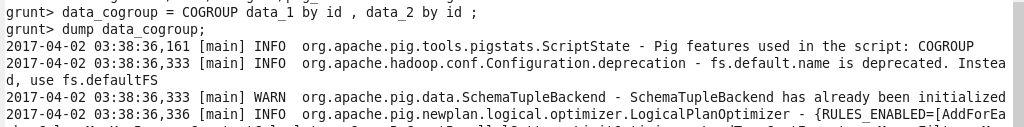 grunt> data_cogroup = COGROUP data_1 by id , data_2 by id ;
grunt> dump data_cogroup;
2017-04-02 03:38:36,161 [main] INFO  org.apache.pig.tools.pigstats.ScriptState - Pig features used in the script: COGROUP
2017-04-02 03:38:36,333 [main] INFO  org.apache.hadoop.conf.Configuration.deprecation - fs.default.name is deprecated. Instea
d, use fs.defaultFS
2017-04-02 03:38:36,333 [main] WARN  org.apache.pig.data.SchemaTupleBackend - SchemaTupleBackend has already been initialized
2017-04-02 03:38:36,336 [main] INFO  org.apache.pig.newplan.logical.optimizer.LogicalPlanOptimizer - {RULES_ENABLED=[AddForEa